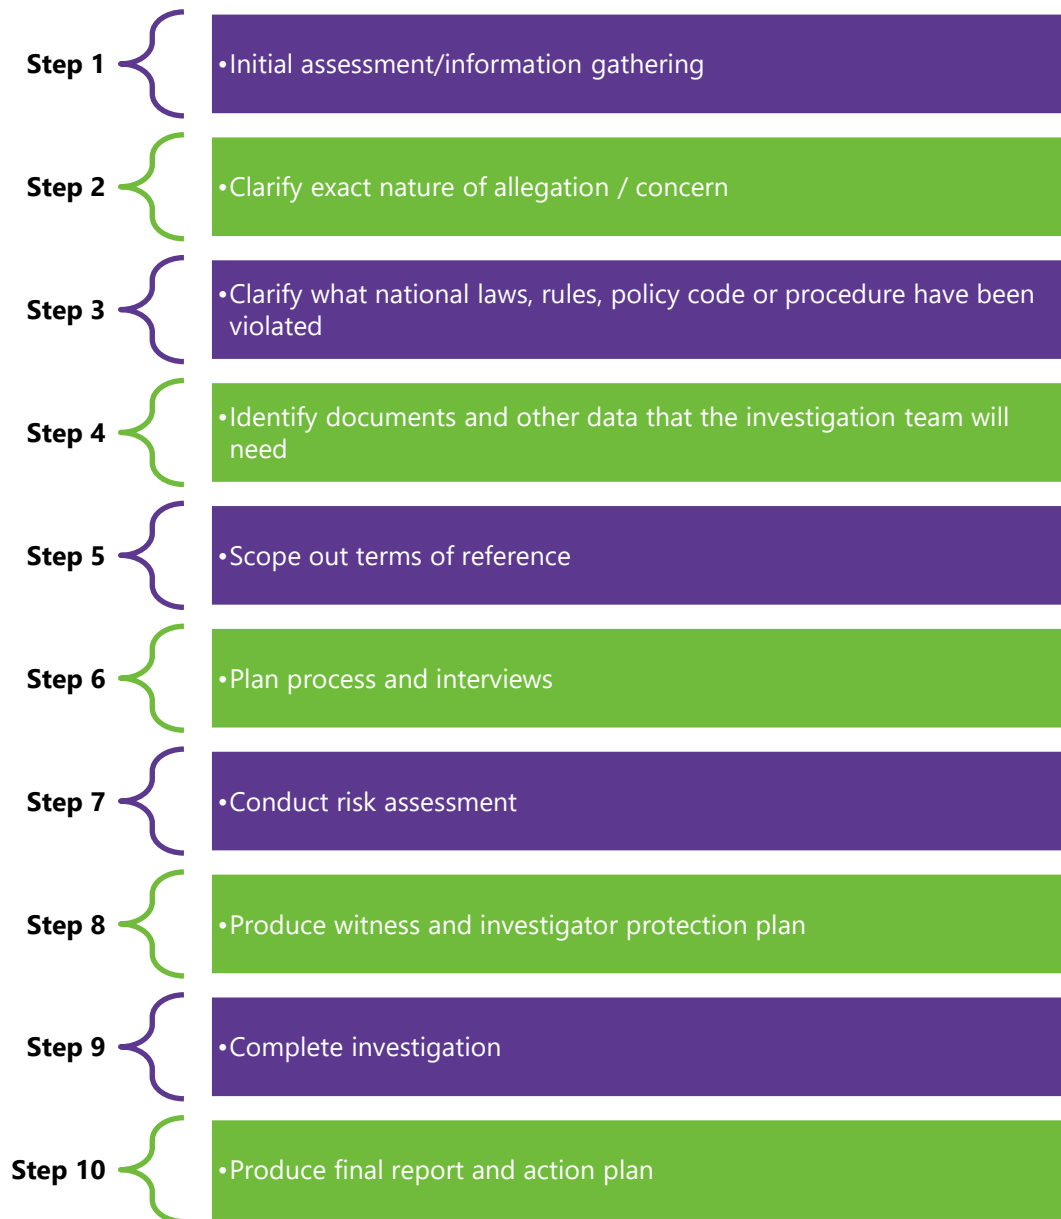 Step 1
•Initial assessment/information gathering
Step 2
•Clarify exact nature of allegation / concern
Step 3
•Clarify what national laws, rules, policy code or procedure have been
violated
Step 4
•Identify documents and other data that the investigation team will
need
Step 5
•Scope out terms of reference
Step 6
•Plan process and interviews
Step 7
•Conduct risk assessment
Step 8
•Produce witness and investigator protection plan
Step 9
•Complete investigation
Step 10
•Produce final report and action plan